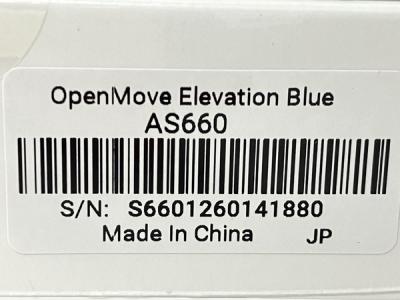 OpenMove Elevation Blue
AS660
S/N: S6601260141880
Made In China JP